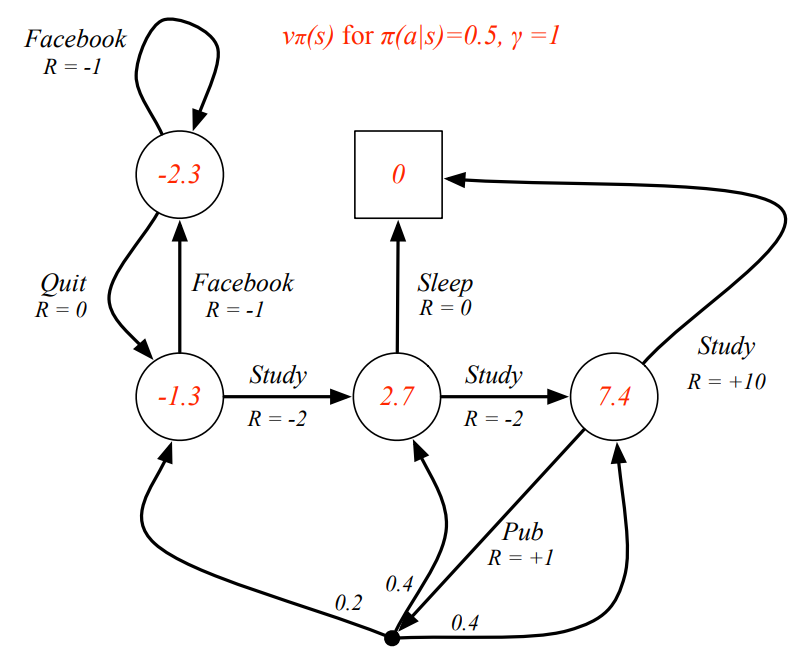 Facebook
R = -1
vπ(s) for π(a|s)=0.5, γ =1
-2.3
0
Quit
R = 0
Facebook
R = -1
Sleep
R = 0
Study
R = +10
-1.3
Study
R = -2
2.7
Study
R = -2
7.4
Pub
R = +1
0.2
0.4
0.4